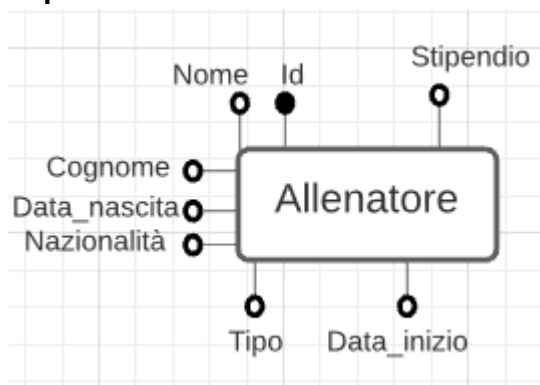 Stipendio
Nome Id
Cognome
Allenatore
Data_nascita
Nazionalità
Tipo Data_inizio